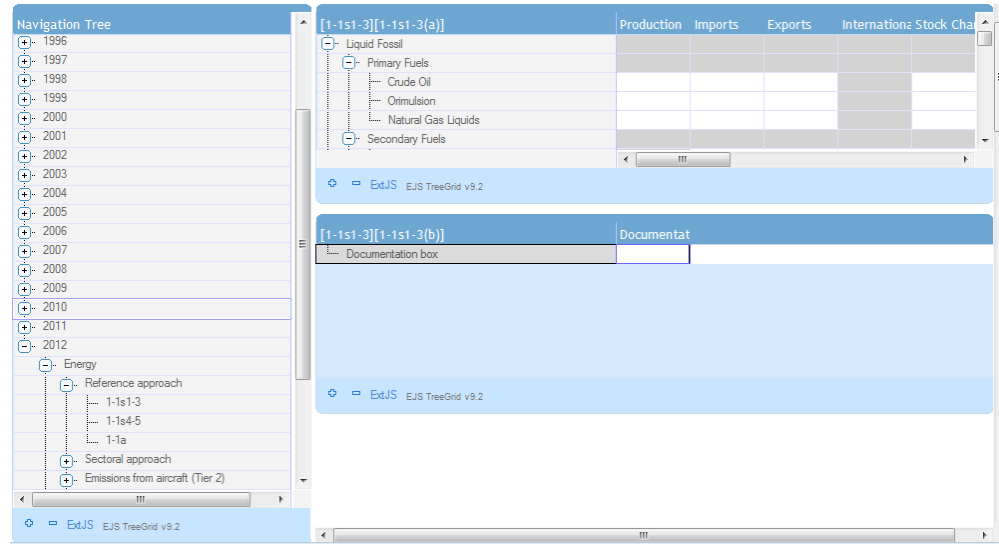 Navigation Tree
1996
1997
1998
1999
2000
2001
2002
2003
2004
2005
2006
2007
2008
2009
2010
2011
2012
Energy
Reference approach
1-1s1-3
1-1s4-5
1-1a
Sectoral approach
Emissions from aircraft (Tier 2)
ExtJS EJS TreeGrid v9.2
[1-1s1-3][1-1s1-3(a)] Production Imports Exports Internationa Stock Cha
Liquid Fossil
Primary Fuels
Crude Oil
Orimulsion
Natural Gas Liquids
Secondary Fuels
ExtJS EJS TreeGrid v9.2
[1-1s1-3][1-1s1-3(b)] Documentat
Documentation box
ExtJS EJS TreeGrid v9.2